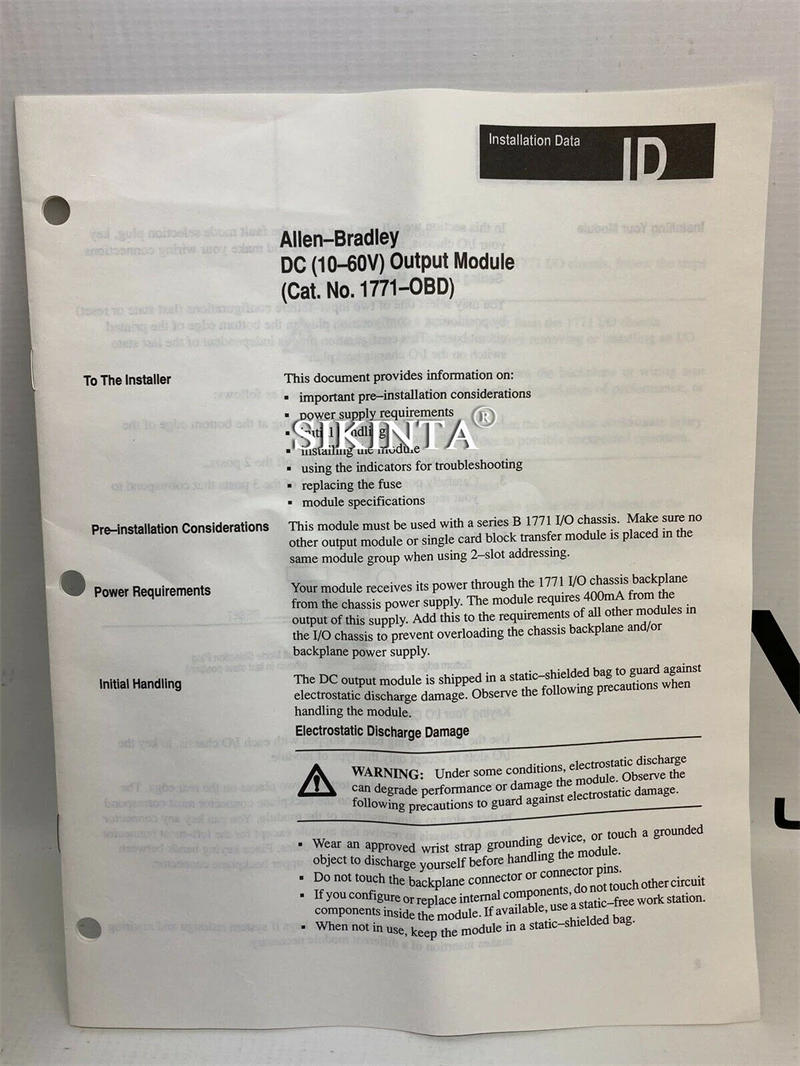 Installation Data
ID
Allen–Bradley
DC (10–60V) Output Module
(Cat. No. 1771–OBD)
To The Installer
This document provides information on:
▪ important pre–installation considerations
▪ power supply requirements
▪ initial handling
SIKINTA®
▪ installing the module
▪ using the indicators for troubleshooting
▪ replacing the fuse
▪ module specifications
Pre–installation Considerations
This module must be used with a series B 1771 I/O chassis. Make sure no
other output module or single card block transfer module is placed in the
same module group when using 2–slot addressing.
Power Requirements
Your module receives its power through the 1771 I/O chassis backplane
from the chassis power supply. The module requires 400mA from the
output of this supply. Add this to the requirements of all other modules in
the I/O chassis to prevent overloading the chassis backplane and/or
backplane power supply.
Initial Handling
The DC output module is shipped in a static–shielded bag to guard against
electrostatic discharge damage. Observe the following precautions when
handling the module.
Electrostatic Discharge Damage
WARNING: Under some conditions, electrostatic discharge
can degrade performance or damage the module. Observe the
following precautions to guard against electrostatic damage.
▪ Wear an approved wrist strap grounding device, or touch a grounded
object to discharge yourself before handling the module.
▪ Do not touch the backplane connector or connector pins.
▪ If you configure or replace internal components, do not touch other circuit
components inside the module. If available, use a static–free work station.
▪ When not in use, keep the module in a static–shielded bag.